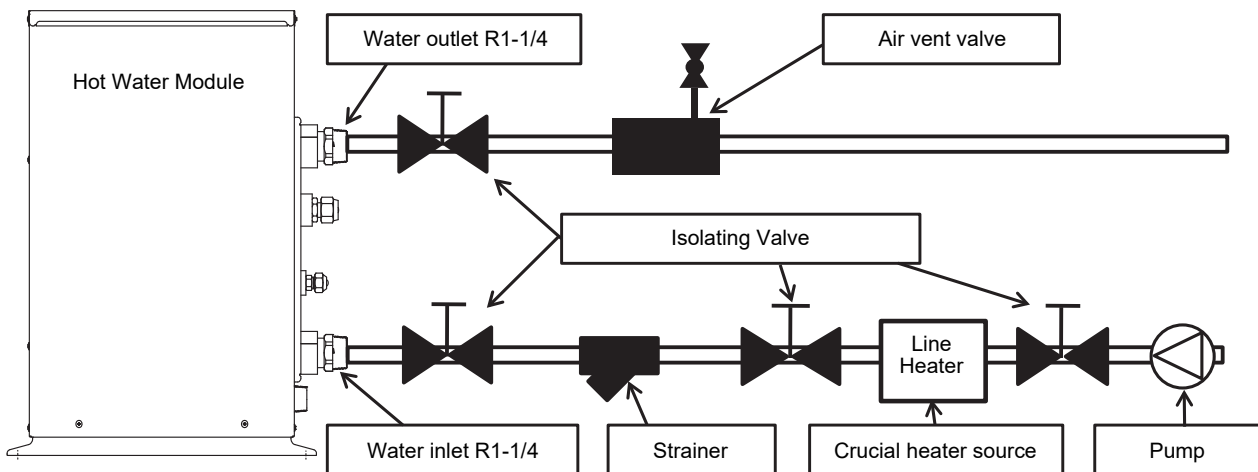 Water outlet R1-1/4
Air vent valve
Hot Water Module
Isolating Valve
Line
Heater
Water inlet R1-1/4
Strainer
Crucial heater source
Pump